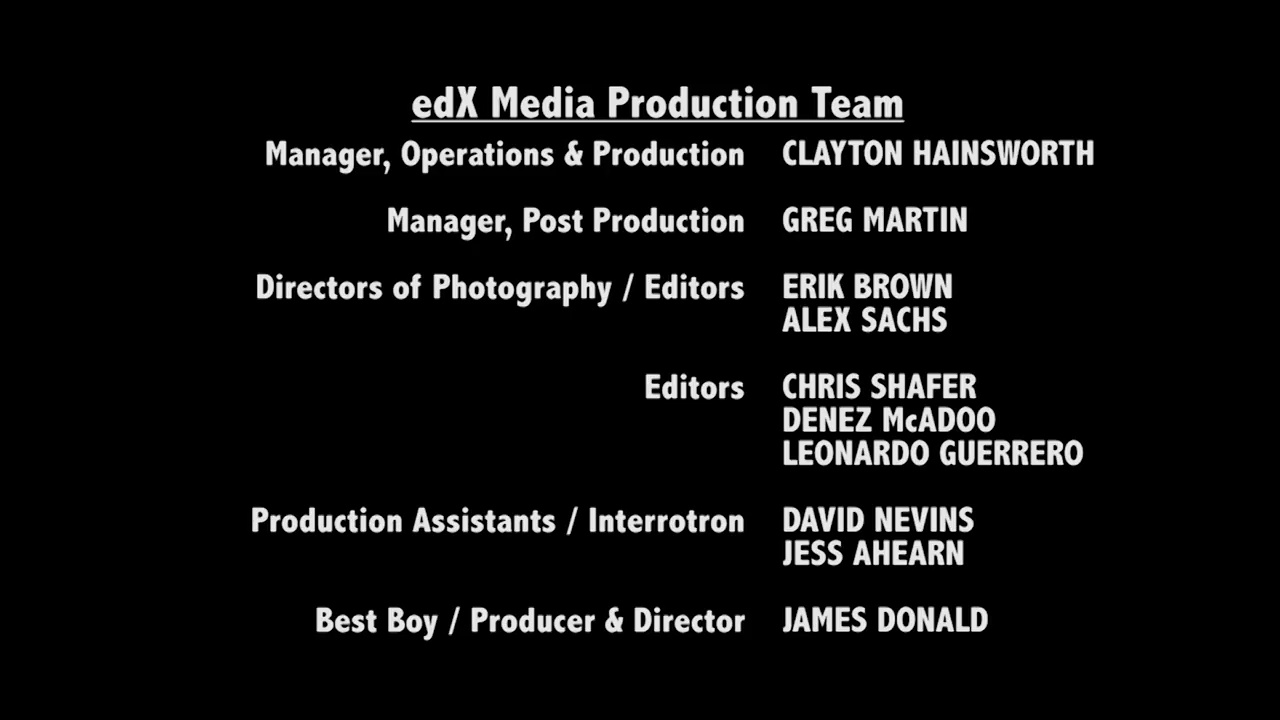 edX Media Production Team
Manager, Operations & Production CLAYTON HAINSWORTH
Manager, Post Production GREG MARTIN
Directors of Photography / Editors ERIK BROWN
ALEX SACHS
Editors CHRIS SHAFER
DENEZ McADOO
LEONARDO GUERRERO
Production Assistants / Interrotron DAVID NEVINS
JESS AHEARN
Best Boy / Producer & Director JAMES DONALD